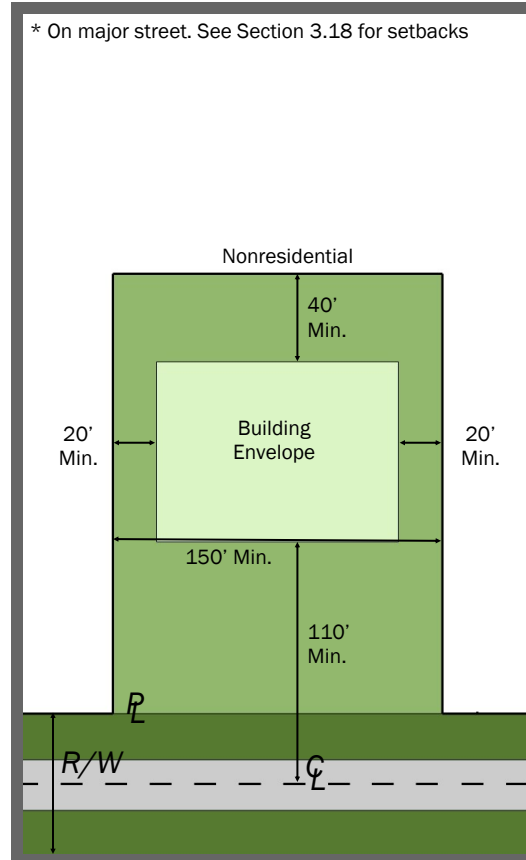 * On major street. See Section 3.18 for setbacks
Nonresidential
40’
Min.
20’
Min.
Building
Envelope
20’
Min.
150’ Min.
110’
Min.
PL
R/W
CL